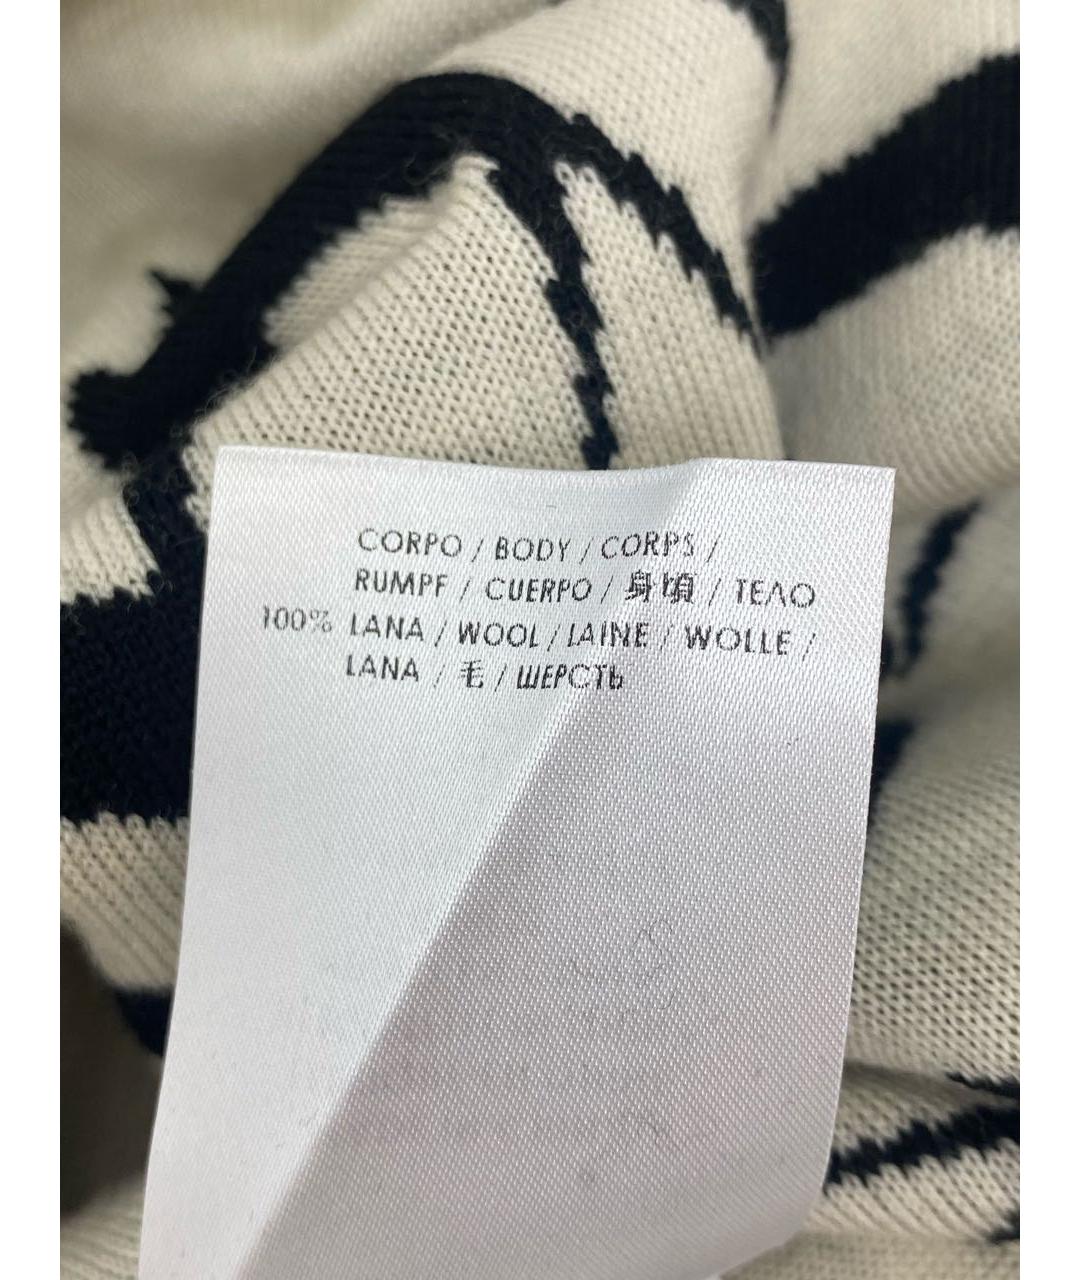 CORPO / BODY / CORPS /
RUMPF / CUERPO / 身頃 / ТЕЛО
100% LANA / WOOL / LAINE / WOLLE /
LANA / 毛 / ШЕРСТЬ